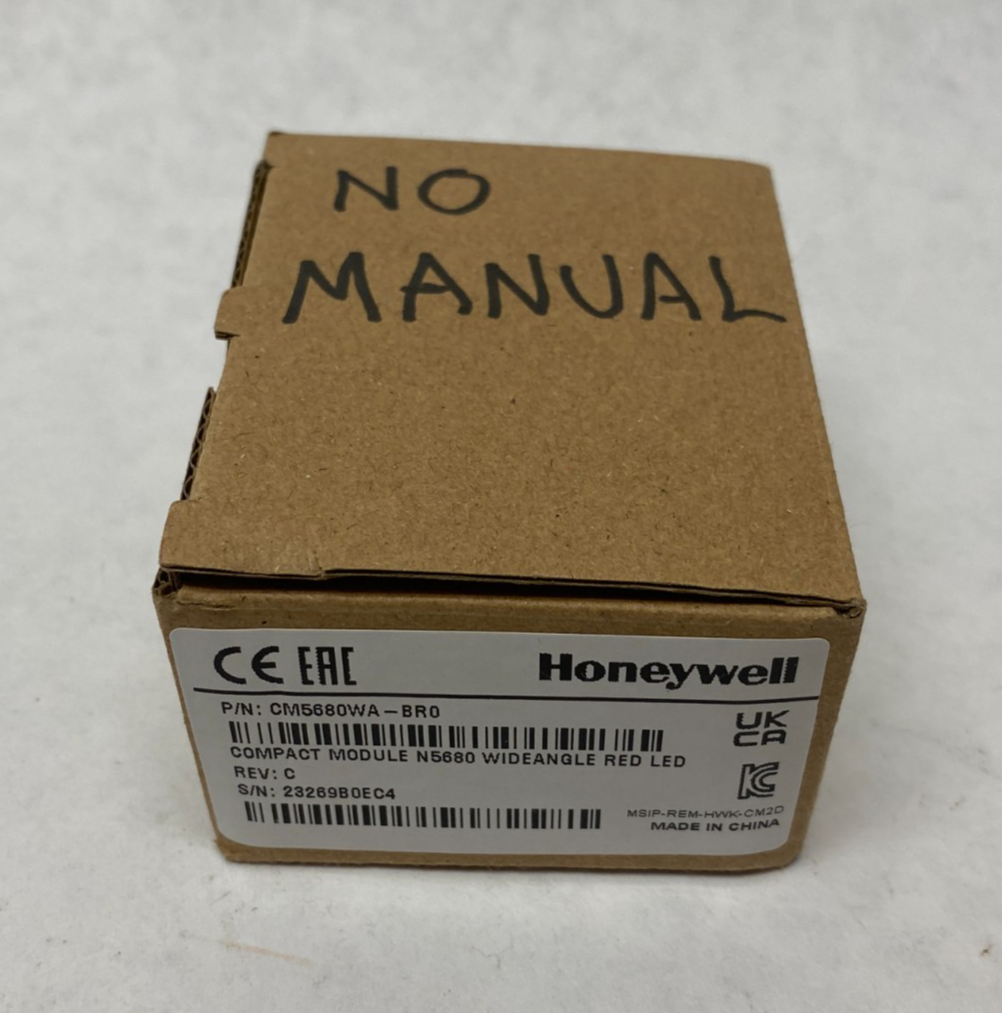 NO
MANUAL
CE EAC
Honeywell
P/N: CM5680WA-BR0
UK
CA
COMPACT MODULE N5680 WIDEANGLE RED LED
REV: C
S/N: 23269B0EC4
KC
MSIP-REM-HWK-CM2D
MADE IN CHINA